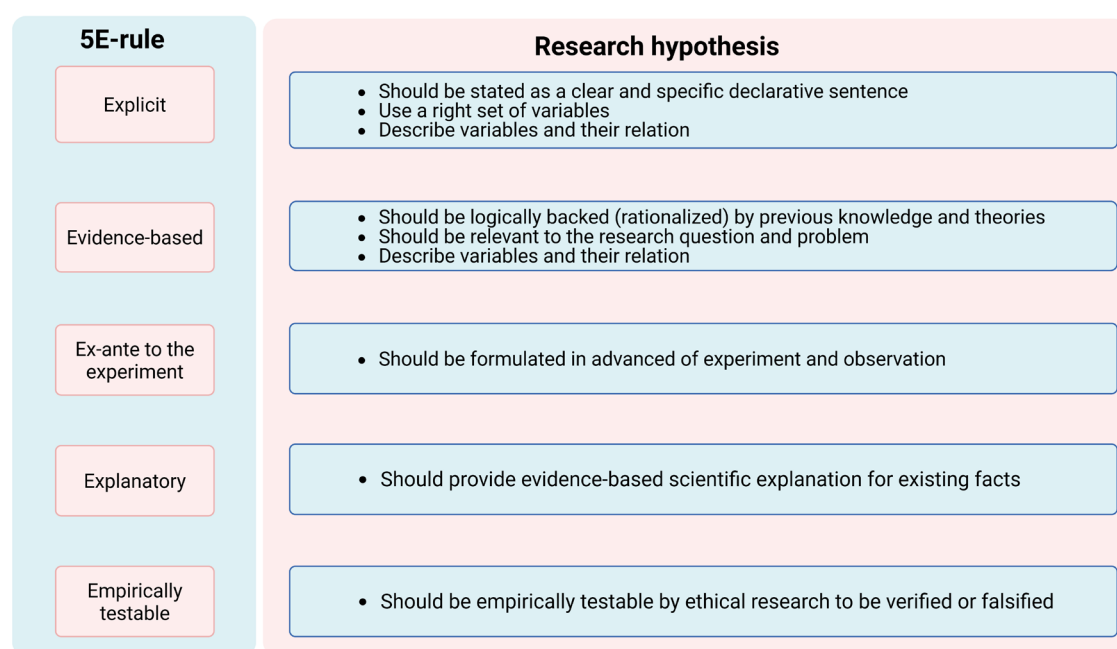 5E-rule
Research hypothesis
Explicit
• Should be stated as a clear and specific declarative sentence
• Use a right set of variables
• Describe variables and their relation
Evidence-based
• Should be logically backed (rationalized) by previous knowledge and theories
• Should be relevant to the research question and problem
• Describe variables and their relation
Ex-ante to the
experiment
• Should be formulated in advanced of experiment and observation
Explanatory
• Should provide evidence-based scientific explanation for existing facts
Empirically
testable
• Should be empirically testable by ethical research to be verified or falsified